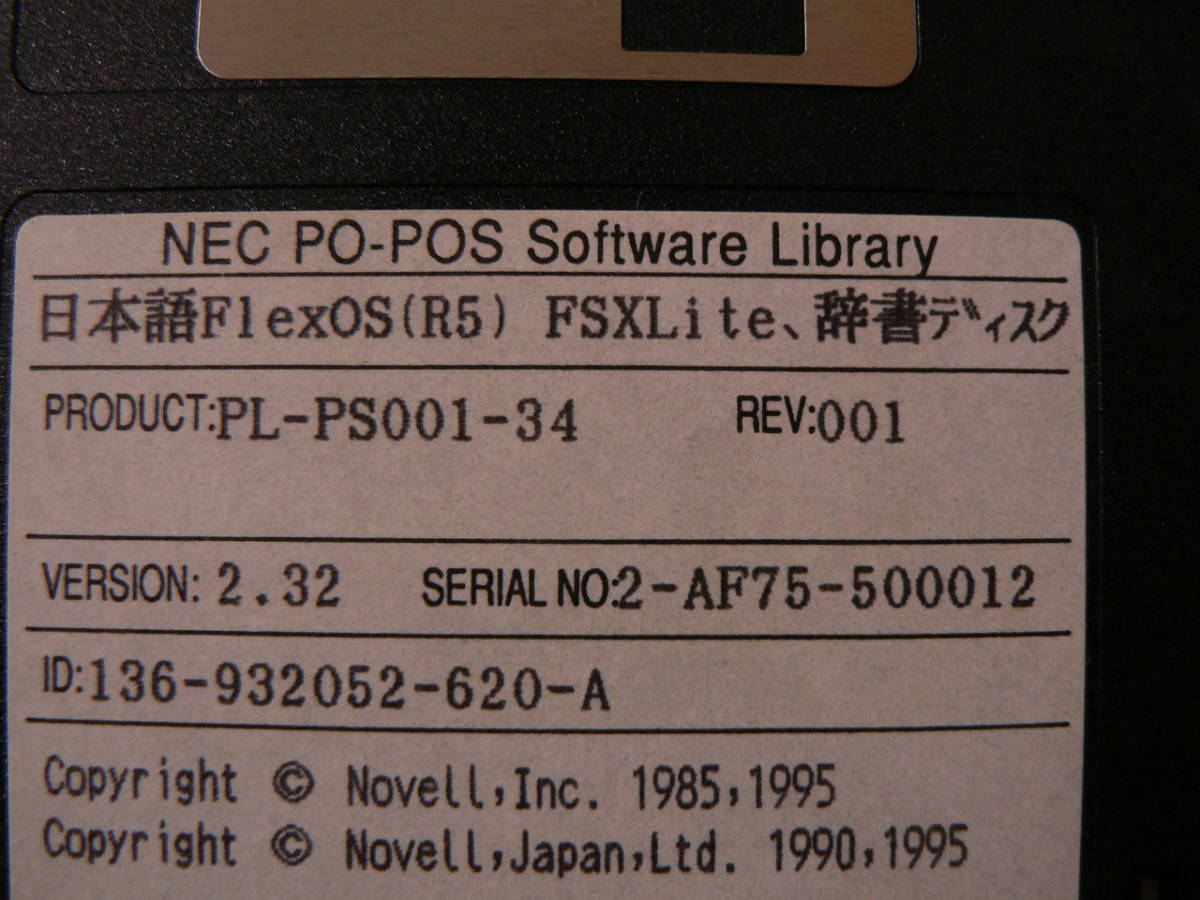 NEC PO-POS Software Library
日本語FlexOS(R5) FSXLite、辞書ﾃﾞｨｽｸ
PRODUCT:PL-PS001-34 REV:001
VERSION: 2.32 SERIAL NO:2-AF75-500012
ID:136-932052-620-A
Copyright © Novell,Inc. 1985,1995
Copyright © Novell,Japan,Ltd. 1990,1995